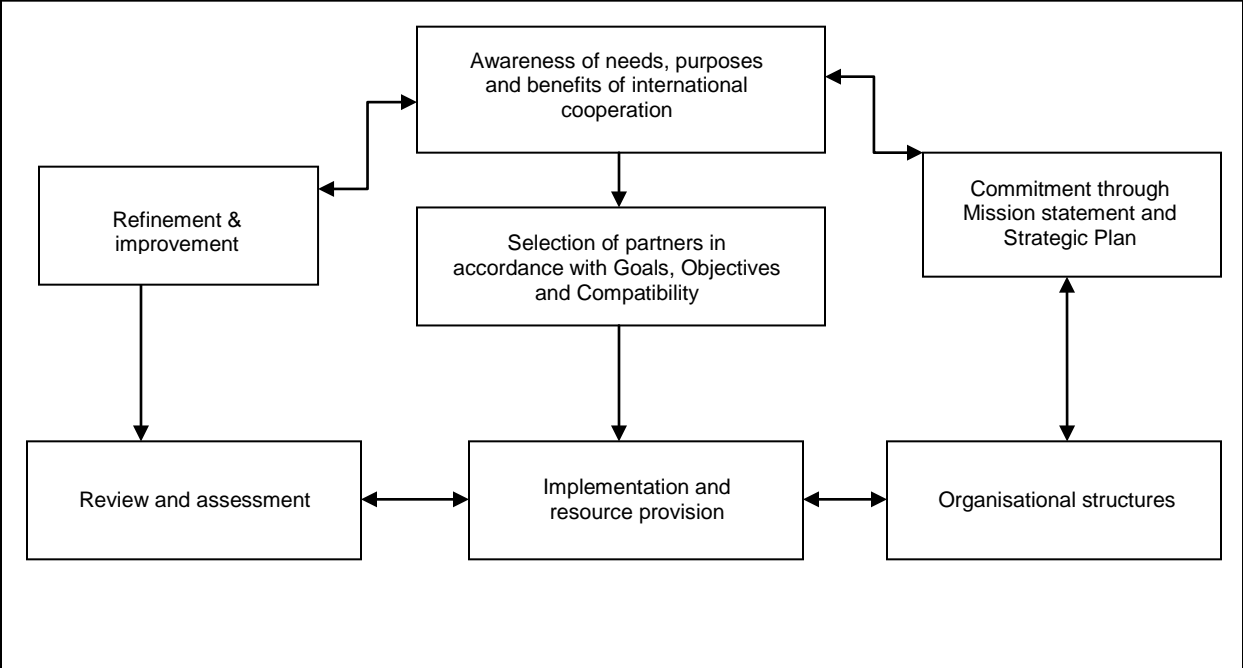 Awareness of needs, purposes
and benefits of international
cooperation
Refinement &
improvement
Commitment through
Mission statement and
Strategic Plan
Selection of partners in
accordance with Goals, Objectives
and Compatibility
Review and assessment
Implementation and
resource provision
Organisational structures